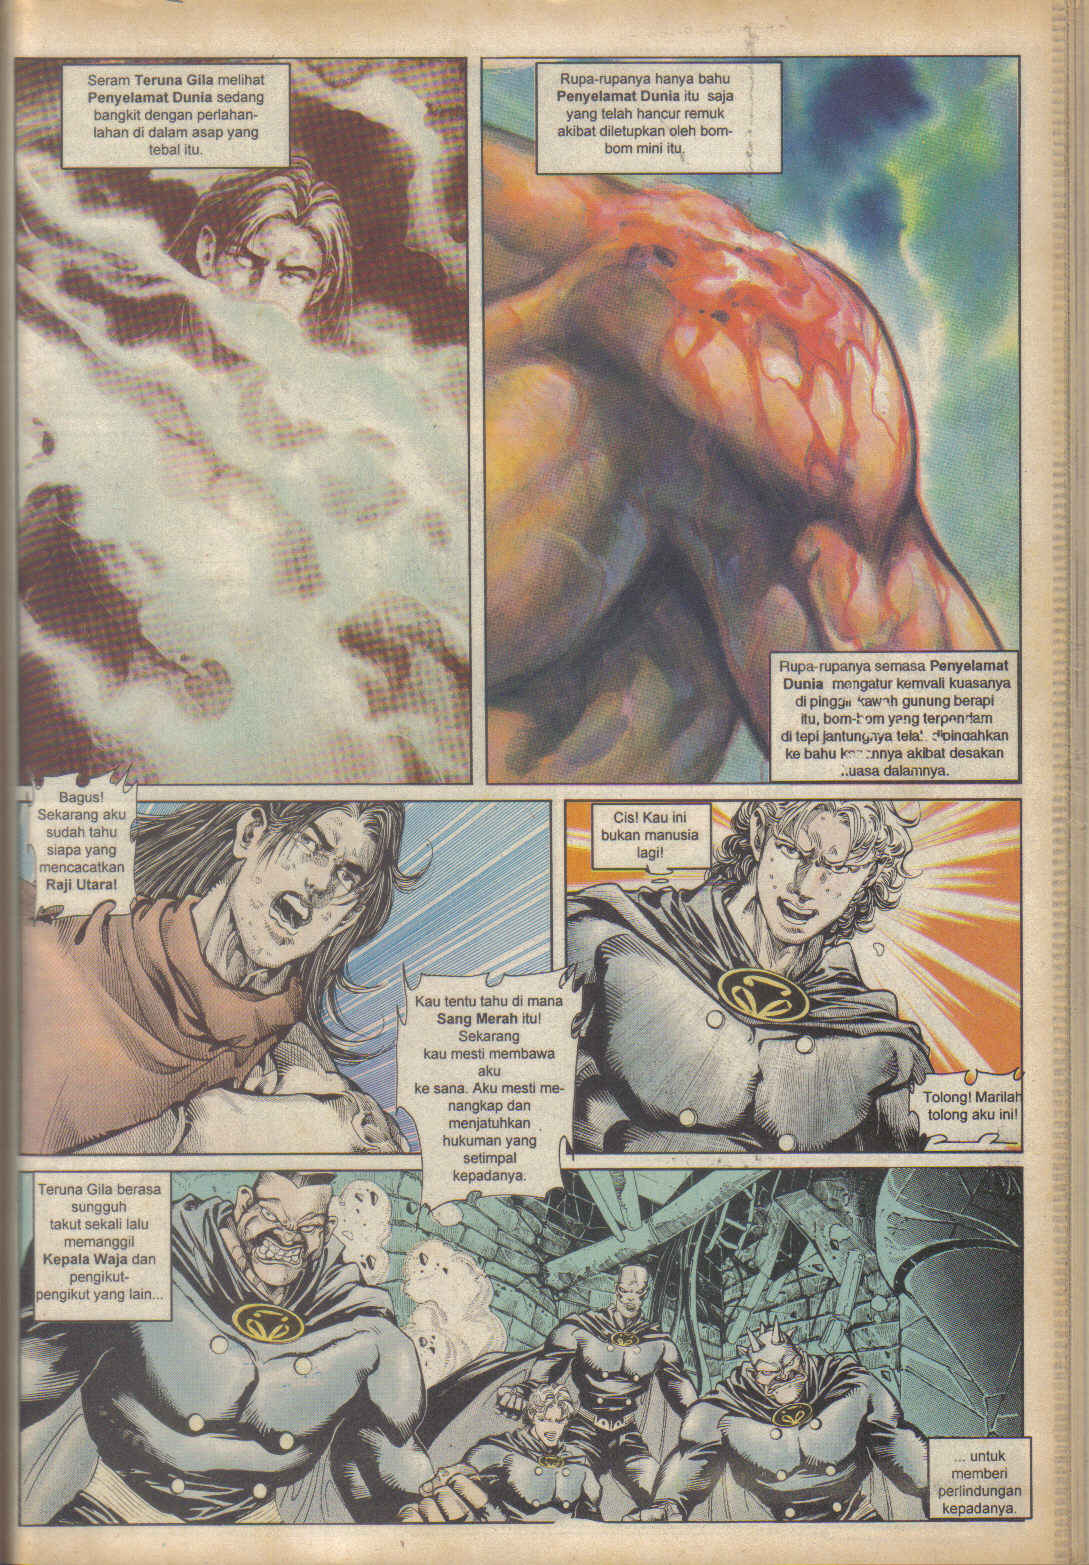 Seram Teruna Gila melihat
Penyelamat Dunia sedang
bangkit dengan perlahan-
lahan di dalam asap yang
tebal itu.
Rupa-rupanya hanya bahu
Penyelamat Dunia itu saja
yang telah hancur remuk
akibat diletupkan oleh bom-
bom mini itu.
Rupa-rupanya semasa Penyelamat
Dunia mengatur kemvali kuasanya
di pinggir kawah gunung berapi
itu, bom-bom yang terpendam
di tepi jantungnya telah dipindahkan
ke bahu kanannya akibat desakan
kuasa dalamnya.
Bagus!
Sekarang aku
sudah tahu
siapa yang
mencacatkan
Raji Utara!
Kau tentu tahu di mana
Sang Merah itu!
Sekarang
kau mesti membawa
aku
ke sana. Aku mesti me-
nangkap dan
menjatuhkan
hukuman yang
setimpal
kepadanya.
Cis! Kau ini
bukan manusia
lagi!
Tolong! Marilah
tolong aku ini!
Teruna Gila berasa
sungguh
takut sekali lalu
memanggil
Kepala Waja dan
pengikut-
pengikut yang lain...
... untuk
memberi
perlindungan
kepadanya.